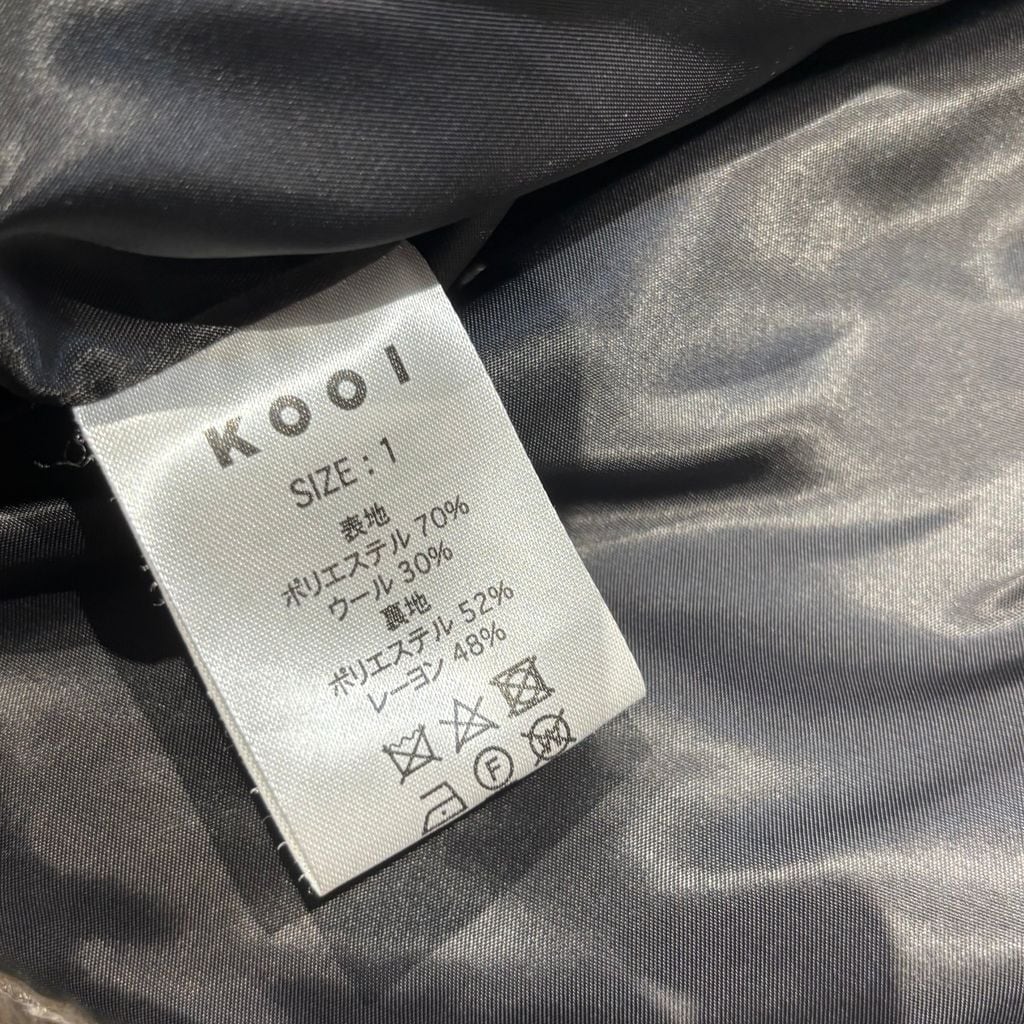 KOOI
SIZE : 1
表地
ポリエステル 70%
ウール 30%
裏地
ポリエステル 52%
レーヨン 48%
F W